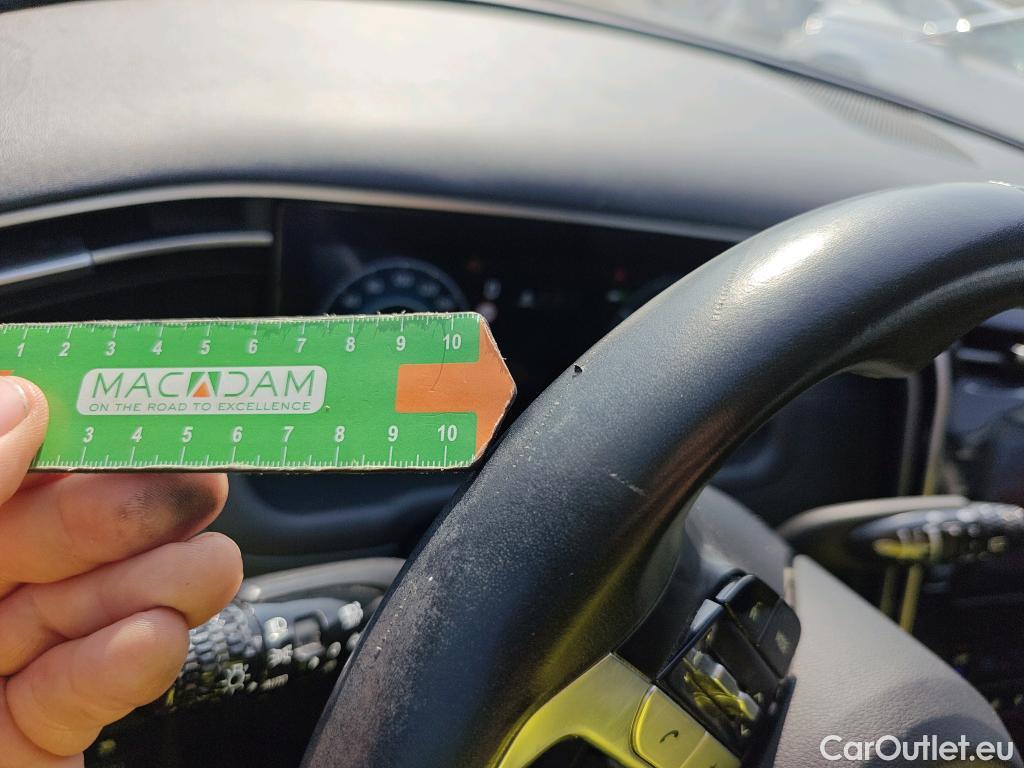 1 2 3 4 5 6 7 8 9 10
MACADAM
ON THE ROAD TO EXCELLENCE
3 4 5 6 7 8 9 10
CarOutlet.eu